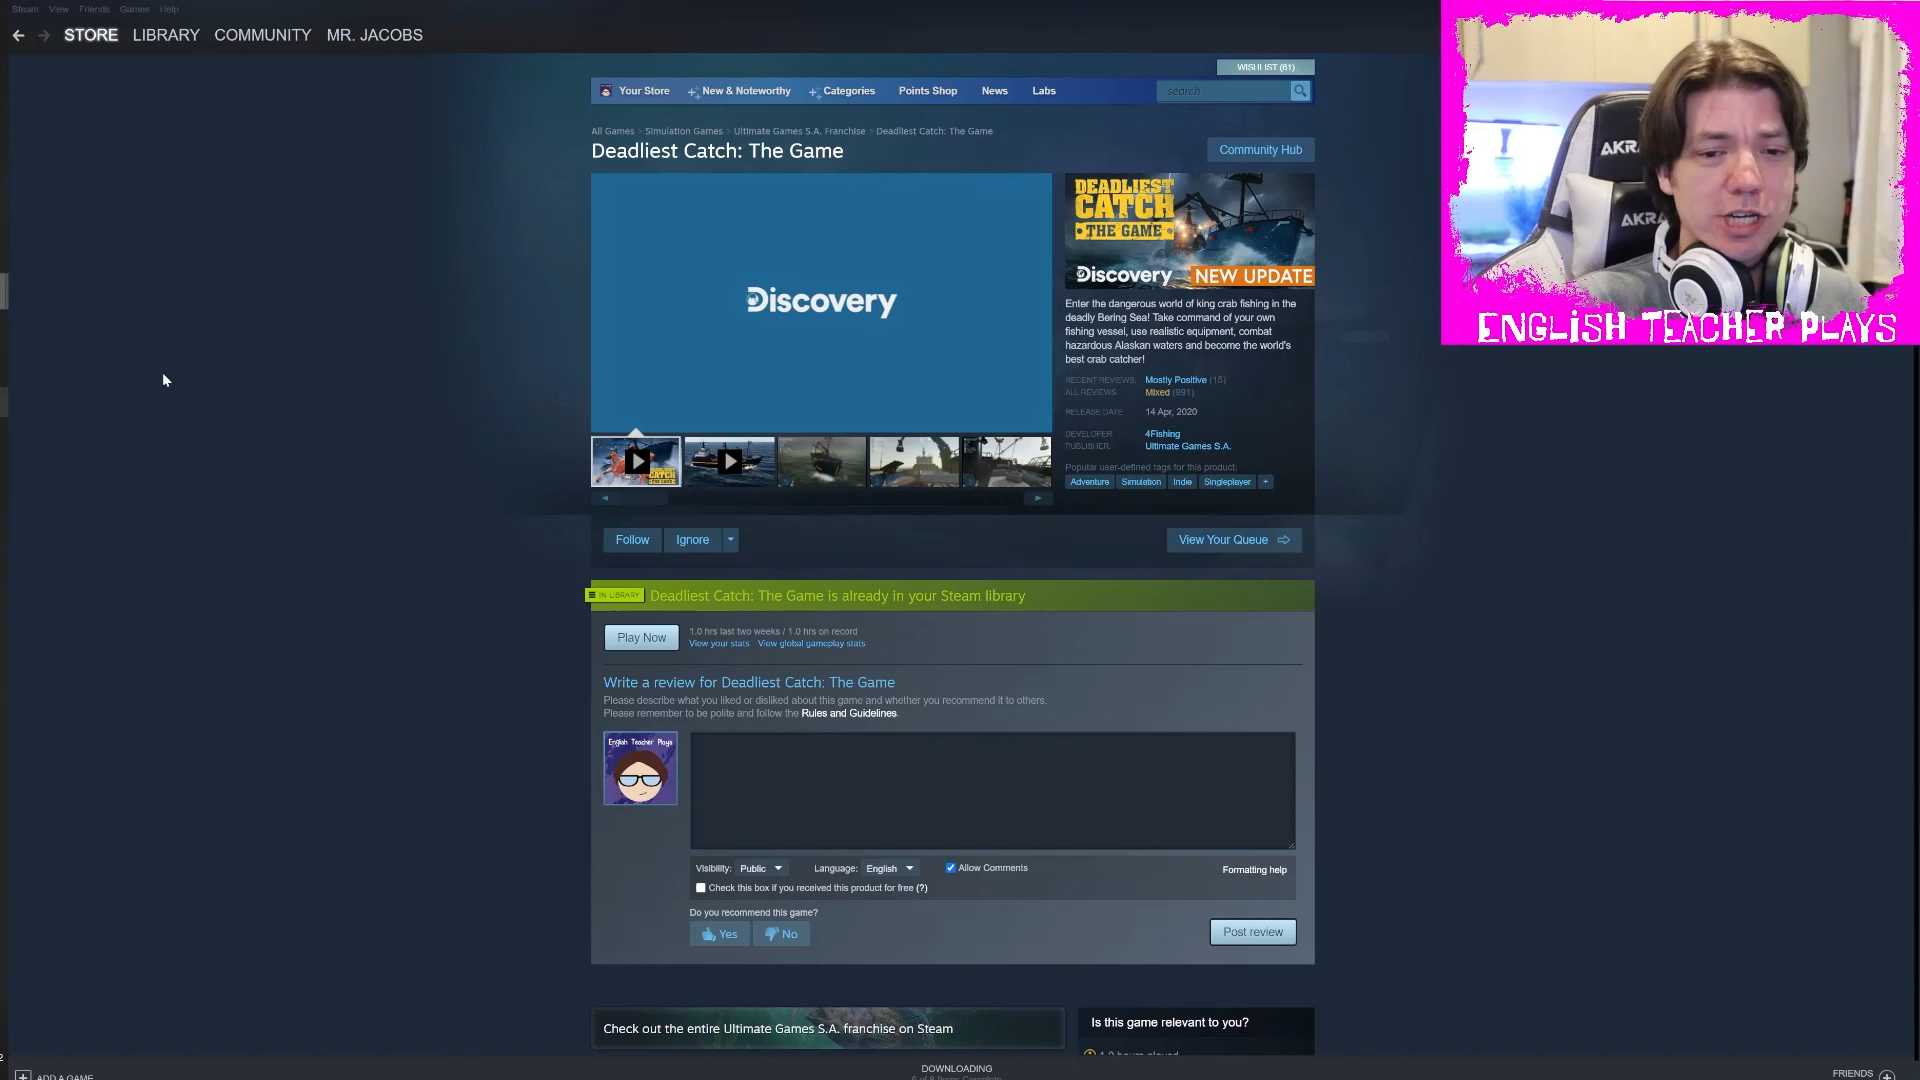 Steam View Friends Games Help
STORE LIBRARY COMMUNITY MR. JACOBS
WISHLIST (61)
Your Store New & Noteworthy Categories Points Shop News Labs search
All Games > Simulation Games > Ultimate Games S.A. Franchise > Deadliest Catch: The Game
Deadliest Catch: The Game
Community Hub
Discovery
DEADLIEST
CATCH
THE GAME
Discovery NEW UPDATE
Enter the dangerous world of king crab fishing in the
deadly Bering Sea! Take command of your own
fishing vessel, use realistic equipment, combat
hazardous Alaskan waters and become the world's
best crab catcher!
RECENT REVIEWS: Mostly Positive (15)
ALL REVIEWS: Mixed (991)
RELEASE DATE: 14 Apr, 2020
DEVELOPER: 4Fishing
PUBLISHER: Ultimate Games S.A.
Popular user-defined tags for this product:
Adventure Simulation Indie Singleplayer +
DEADLIEST
CATCH
Follow Ignore View Your Queue
IN LIBRARY Deadliest Catch: The Game is already in your Steam library
Play Now
1.0 hrs last two weeks / 1.0 hrs on record
View your stats View global gameplay stats
Write a review for Deadliest Catch: The Game
Please describe what you liked or disliked about this game and whether you recommend it to others.
Please remember to be polite and follow the Rules and Guidelines.
English Teacher Plays
Visibility: Public Language: English Allow Comments Formatting help
Check this box if you received this product for free (?)
Do you recommend this game?
Yes No Post review
Check out the entire Ultimate Games S.A. franchise on Steam
Is this game relevant to you?
1.0 hours played
DOWNLOADING
ADD A GAME
FRIENDS
AKRA
AKRA
ENGLISH TEACHER PLAYS